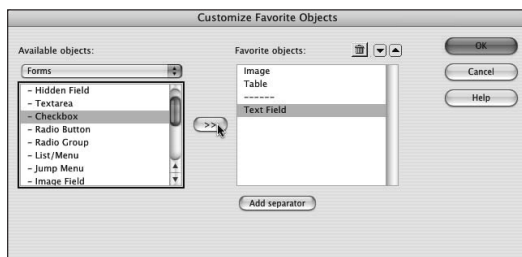 Customize Favorite Objects
Available objects:
Forms
- Hidden Field
- Textarea
- Checkbox
- Radio Button
- Radio Group
- List/Menu
- Jump Menu
- Image Field
>>
Favorite objects:
Image
Table
------
Text Field
Add separator
OK
Cancel
Help